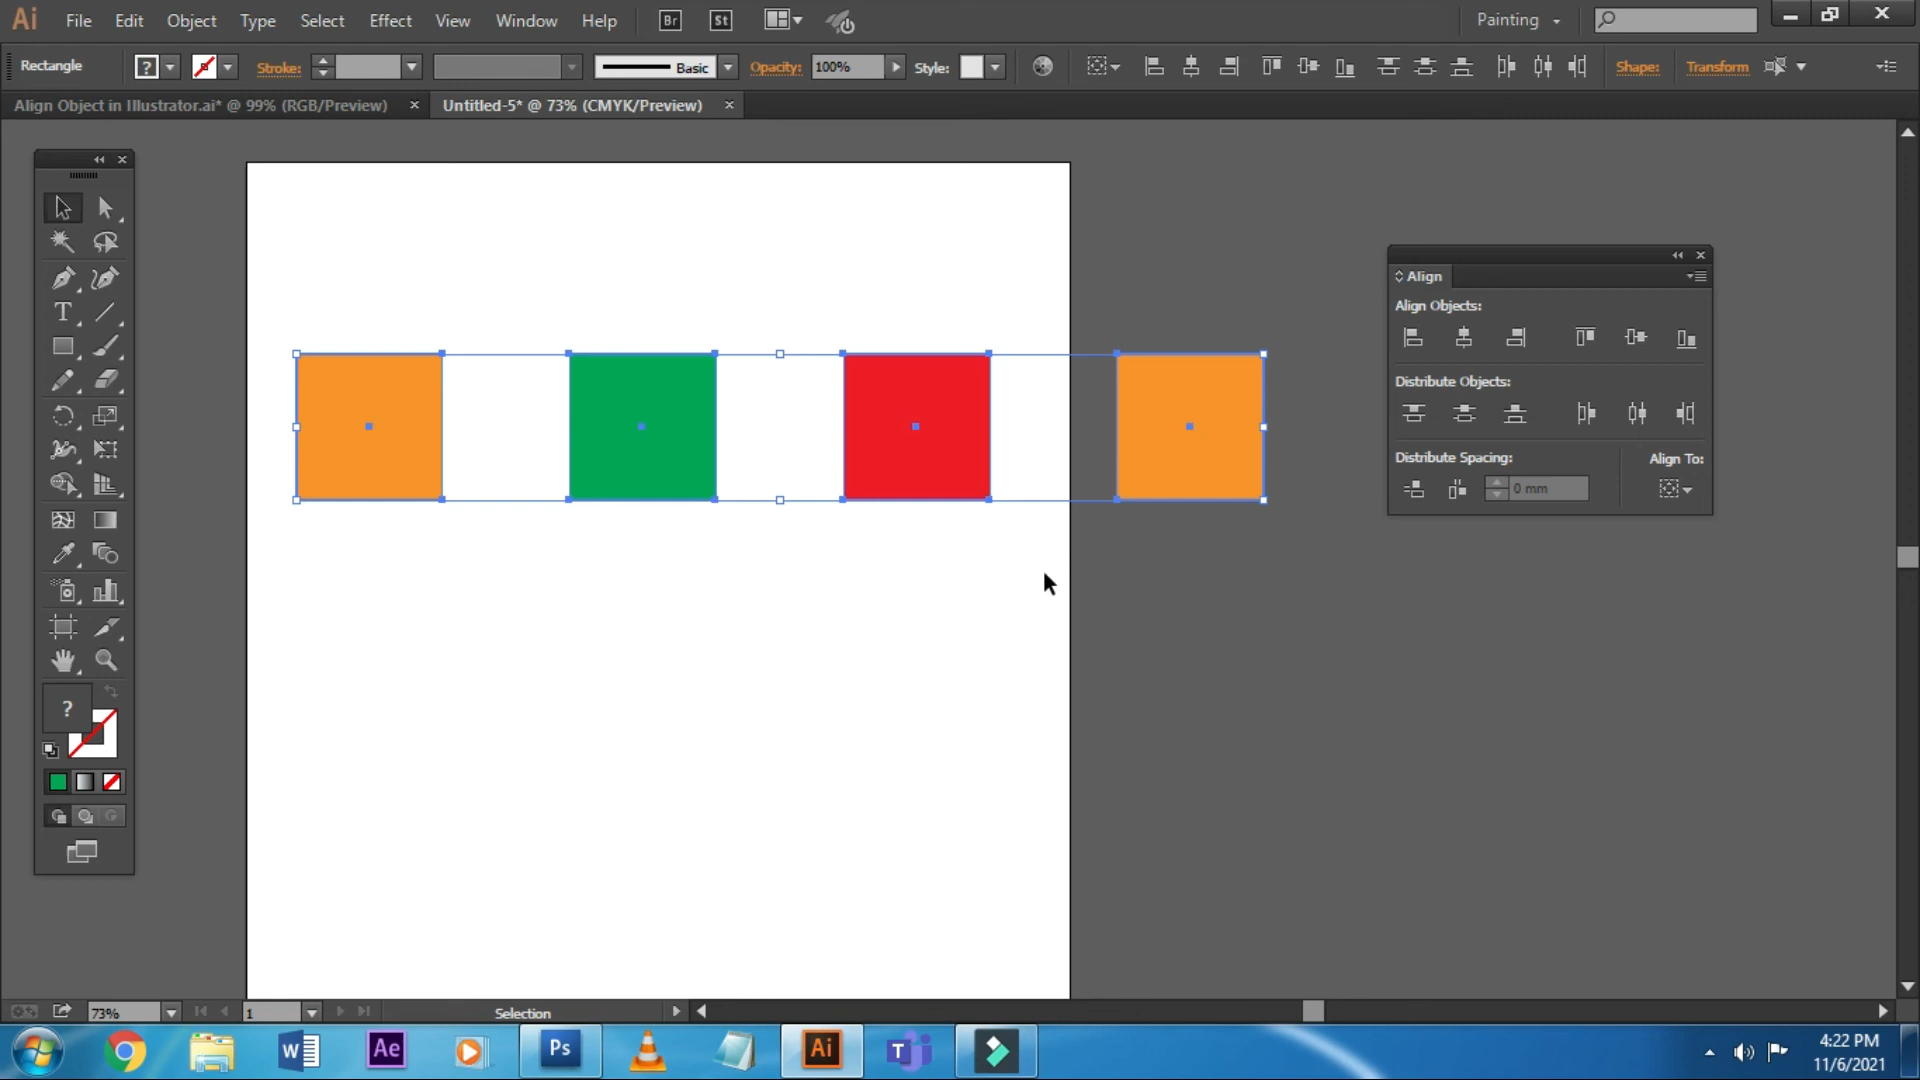 Ai File Edit Object Type Select Effect View Window Help Br St Painting
Rectangle ? Stroke: Basic Opacity: 100% Style: Shape: Transform
Align Object in Illustrator.ai* @ 99% (RGB/Preview) × Untitled-5* @ 73% (CMYK/Preview) ×
Align
Align Objects:
Distribute Objects:
Distribute Spacing: Align To:
0 mm
T
?
73% 1 Selection
W Ae Ps Ai T
4:22 PM
11/6/2021